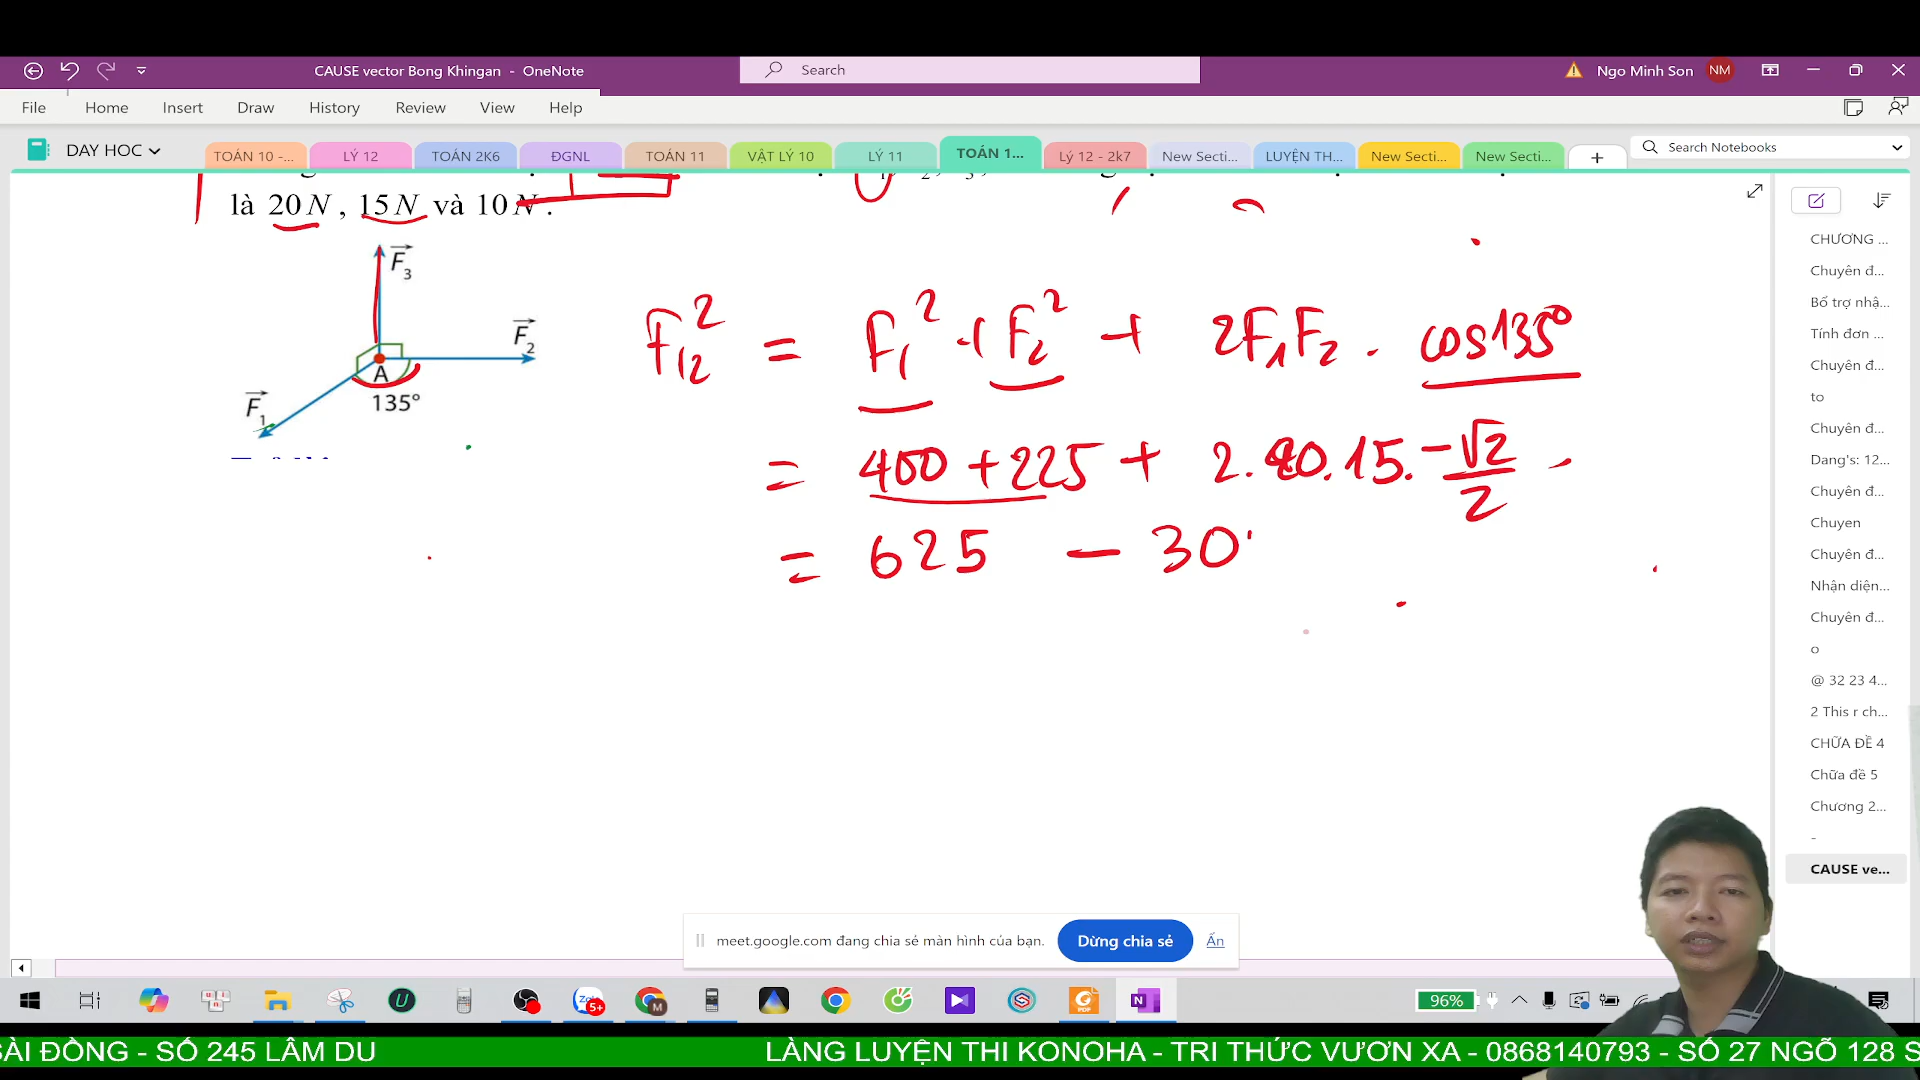 CAUSE vector Bong Khingan - OneNote
Search
Ngo Minh Son NM
File Home Insert Draw History Review View Help
DAY HOC
TOÁN 10 -... LÝ 12 TOÁN 2K6 ĐGNL TOÁN 11 VẬT LÝ 10 LÝ 11 TOÁN 1... Lý 12 - 2k7 New Secti... LUYỆN TH... New Secti... New Secti... +
Search Notebooks
là 20N, 15N và 10N.
F₃
F₂
A
F₁
135°
F₁₂² = F₁² + F₂² + 2F₁F₂ . cos135°
= 400 + 225 + 2.20.15. -√2/2
= 625 - 30
CHƯƠNG ...
Chuyên đ...
Bổ trợ nhậ...
Tính đơn ...
Chuyên đ...
to
Chuyên đ...
Dang's: 12...
Chuyên đ...
Chuyen
Chuyên đ...
Nhận diện...
Chuyên đ...
o
@ 32 23 4...
2 This r ch...
CHỮA ĐỀ 4
Chữa đề 5
Chương 2...
-
CAUSE ve...
meet.google.com đang chia sẻ màn hình của bạn. Dừng chia sẻ Ẩn
96%
SÀI ĐỒNG - SỐ 245 LÂM DU
LÀNG LUYỆN THI KONOHA - TRI THỨC VƯƠN XA - 0868140793 - SỐ 27 NGÕ 128 S